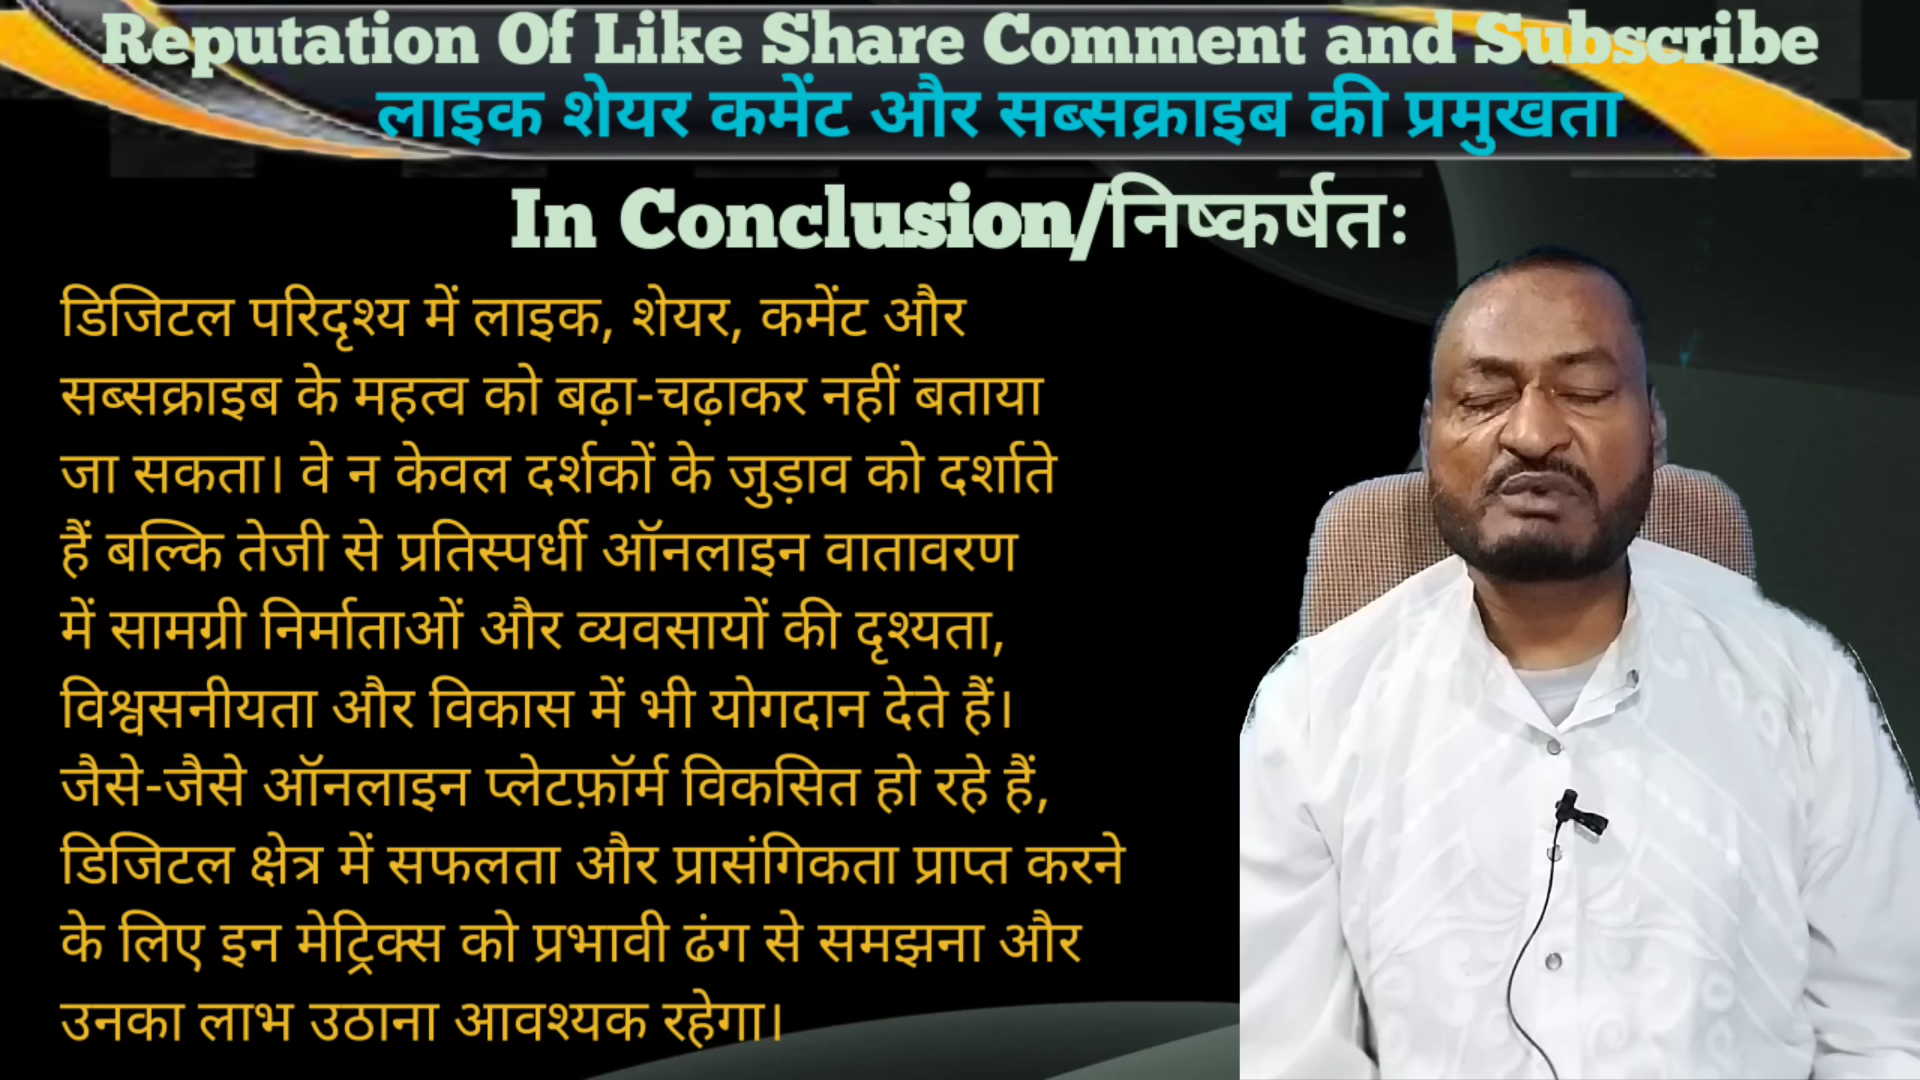 Reputation Of Like Share Comment and Subscribe
लाइक शेयर कमेंट और सब्सक्राइब की प्रमुखता
In Conclusion/निष्कर्षतः
डिजिटल परिदृश्य में लाइक, शेयर, कमेंट और
सब्सक्राइब के महत्व को बढ़ा-चढ़ाकर नहीं बताया
जा सकता। वे न केवल दर्शकों के जुड़ाव को दर्शाते
हैं बल्कि तेजी से प्रतिस्पर्धी ऑनलाइन वातावरण
में सामग्री निर्माताओं और व्यवसायों की दृश्यता,
विश्वसनीयता और विकास में भी योगदान देते हैं।
जैसे-जैसे ऑनलाइन प्लेटफ़ॉर्म विकसित हो रहे हैं,
डिजिटल क्षेत्र में सफलता और प्रासंगिकता प्राप्त करने
के लिए इन मेट्रिक्स को प्रभावी ढंग से समझना और
उनका लाभ उठाना आवश्यक रहेगा।